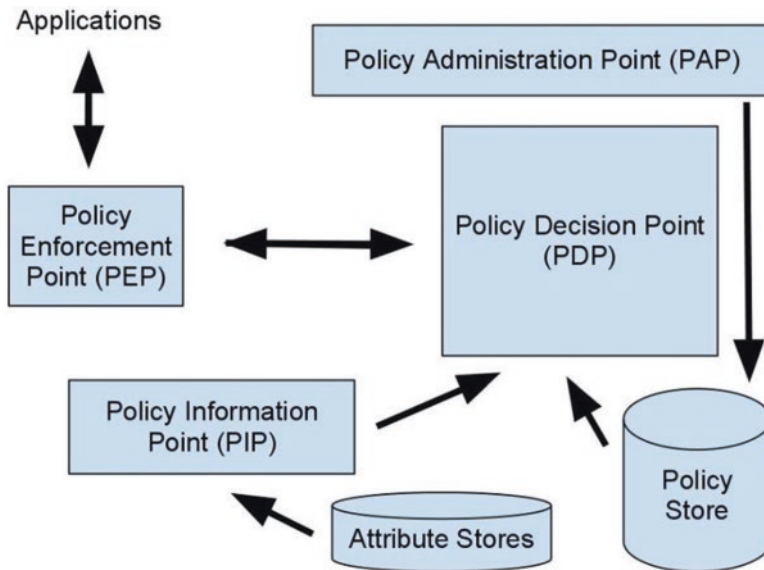 Applications
Policy Administration Point (PAP)
Policy
Enforcement
Point (PEP)
Policy Decision Point
(PDP)
Policy Information
Point (PIP)
Policy
Store
Attribute Stores